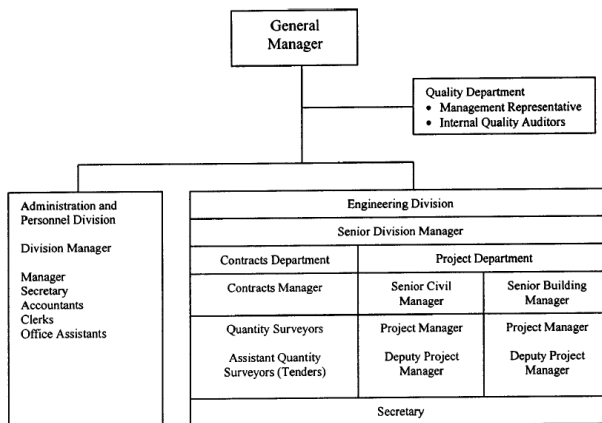 General
Manager
Quality Department
• Management Representative
• Internal Quality Auditors
Administration and
Personnel Division
Division Manager
Manager
Secretary
Accountants
Clerks
Office Assistants
Engineering Division
Senior Division Manager
Contracts Department
Project Department
Contracts Manager
Senior Civil
Manager
Senior Building
Manager
Quantity Surveyors
Project Manager
Project Manager
Assistant Quantity
Surveyors (Tenders)
Deputy Project
Manager
Deputy Project
Manager
Secretary